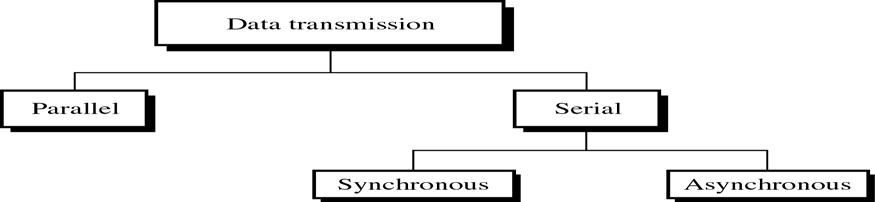 Data transmission
Parallel
Serial
Synchronous
Asynchronous